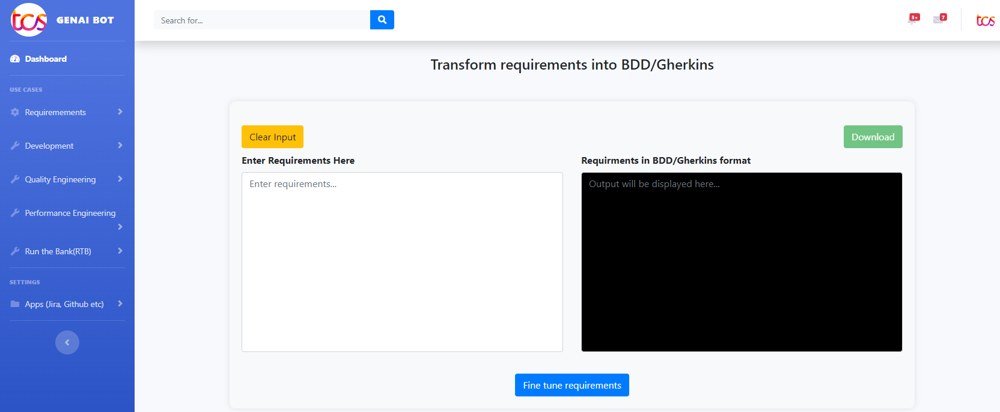 tcs GENAI BOT
Search for...
3+
7
tcs
Dashboard
USE CASES
Requiremements
Development
Quality Engineering
Performance Engineering
Run the Bank(RTB)
SETTINGS
Apps (Jira, Github etc)
Transform requirements into BDD/Gherkins
Clear Input
Download
Enter Requirements Here
Requirments in BDD/Gherkins format
Enter requirements...
Output will be displayed here...
Fine tune requirements